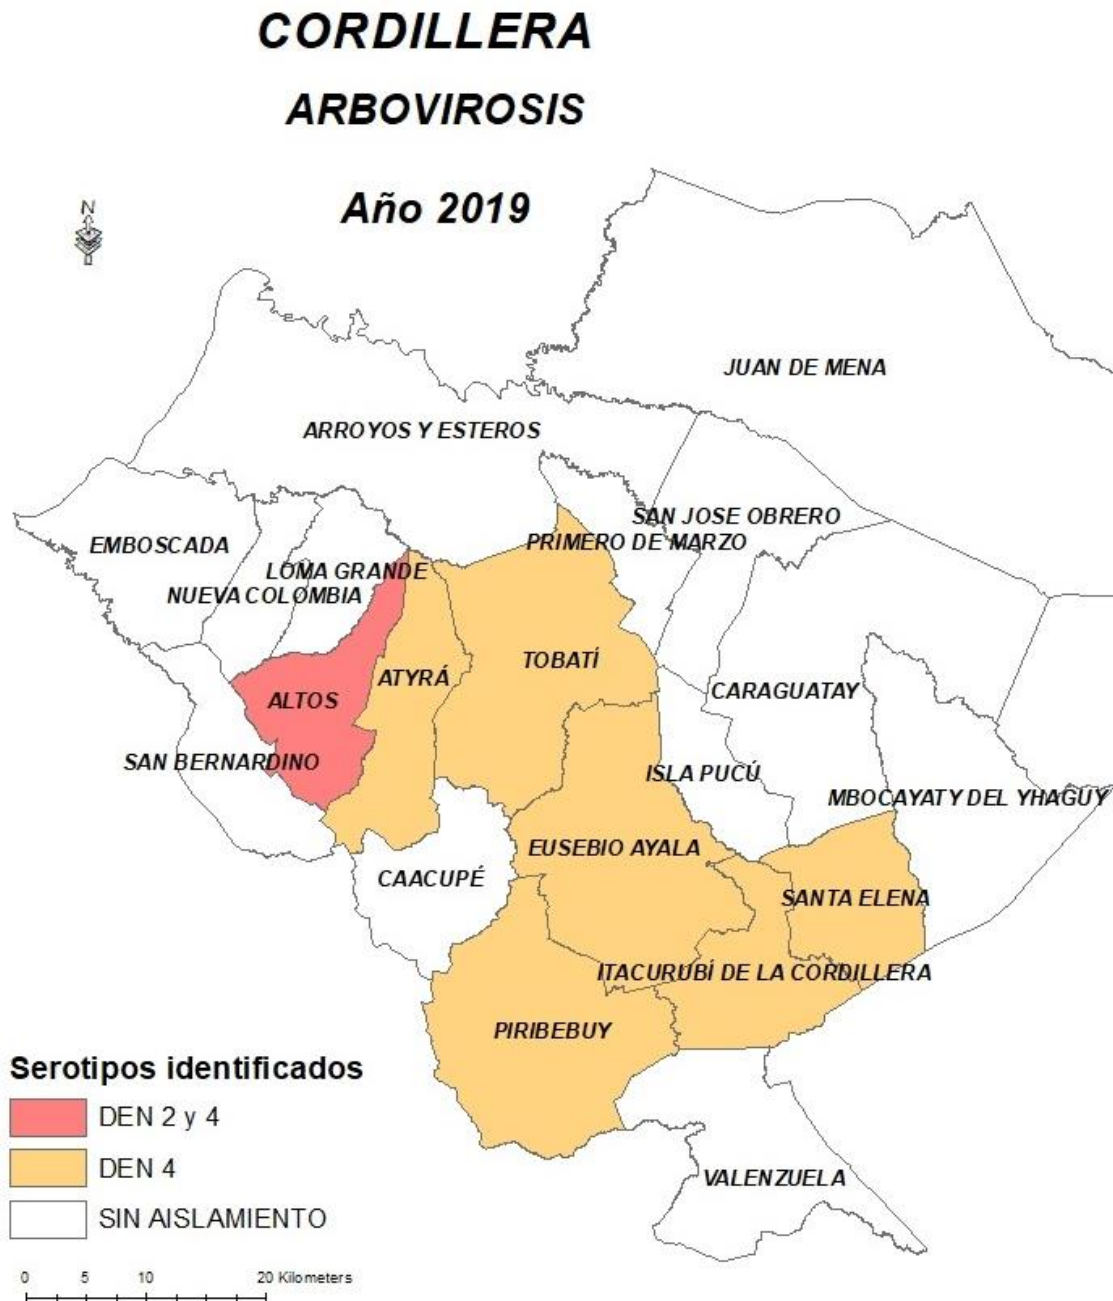 CORDILLERA
ARBOVIROSIS
Año 2019
N
JUAN DE MENA
ARROYOS Y ESTEROS
SAN JOSE OBRERO
PRIMERO DE MARZO
EMBOSCADA
LOMA GRANDE
NUEVA COLOMBIA
TOBATÍ
ATYRÁ
CARAGUATAY
ALTOS
SAN BERNARDINO
ISLA PUCÚ
MBOCAYATY DEL YHAGUY
EUSEBIO AYALA
CAACUPÉ
SANTA ELENA
ITACURUBÍ DE LA CORDILLERA
PIRIBEBUY
VALENZUELA
Serotipos identificados
DEN 2 y 4
DEN 4
SIN AISLAMIENTO
0 5 10 20 Kilometers